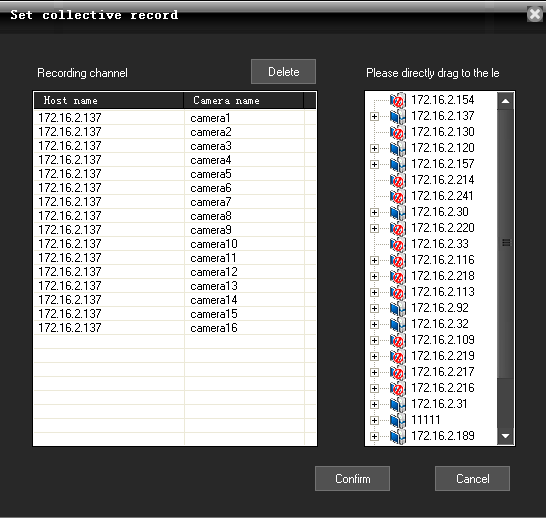 Set collective record
Recording channel
Delete
Please directly drag to the le
Host name Camera name
172.16.2.137 camera1
172.16.2.137 camera2
172.16.2.137 camera3
172.16.2.137 camera4
172.16.2.137 camera5
172.16.2.137 camera6
172.16.2.137 camera7
172.16.2.137 camera8
172.16.2.137 camera9
172.16.2.137 camera10
172.16.2.137 camera11
172.16.2.137 camera12
172.16.2.137 camera13
172.16.2.137 camera14
172.16.2.137 camera15
172.16.2.137 camera16
172.16.2.154
172.16.2.137
172.16.2.130
172.16.2.120
172.16.2.157
172.16.2.214
172.16.2.241
172.16.2.30
172.16.2.220
172.16.2.33
172.16.2.116
172.16.2.218
172.16.2.113
172.16.2.92
172.16.2.32
172.16.2.109
172.16.2.219
172.16.2.217
172.16.2.216
172.16.2.31
11111
172.16.2.189
Confirm
Cancel